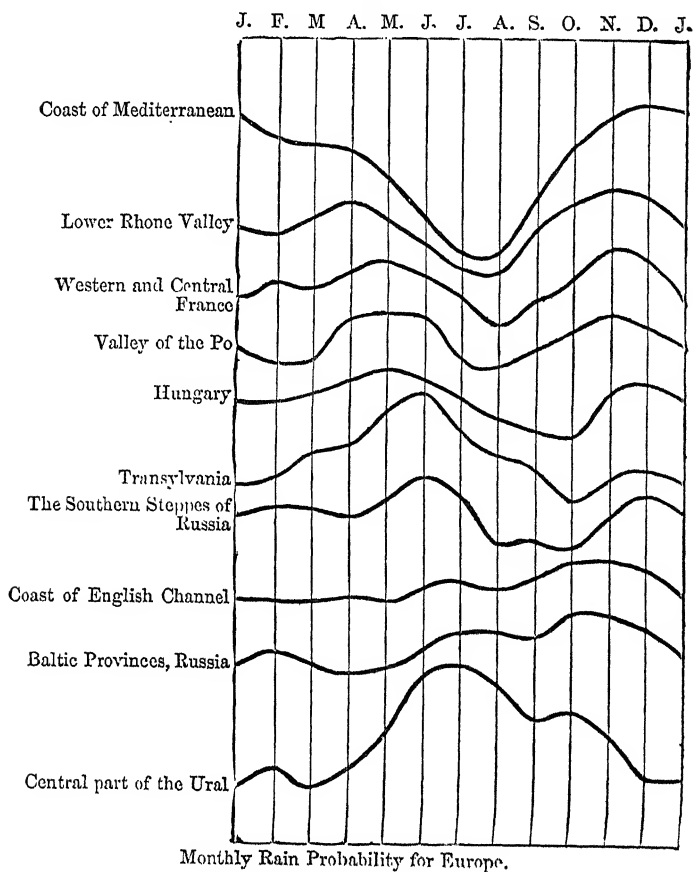 J. F. M A. M. J. J. A. S. O. N. D. J.
Coast of Mediterranean
Lower Rhone Valley
Western and Central
France
Valley of the Po
Hungary
Transylvania
The Southern Steppes of
Russia
Coast of English Channel
Baltic Provinces, Russia
Central part of the Ural
Monthly Rain Probability for Europe.